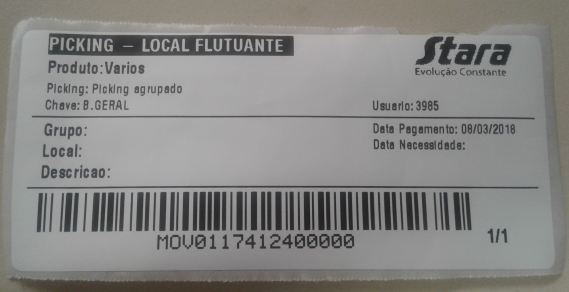 PICKING – LOCAL FLUTUANTE
Stara
Evolução Constante
Produto: Varios
Picking: Picking agrupado
Chave: B.GERAL
Usuario: 3985
Grupo:
Data Pagamento: 08/03/2018
Local:
Data Necessidade:
Descricao:
MOV0117412400000
1/1